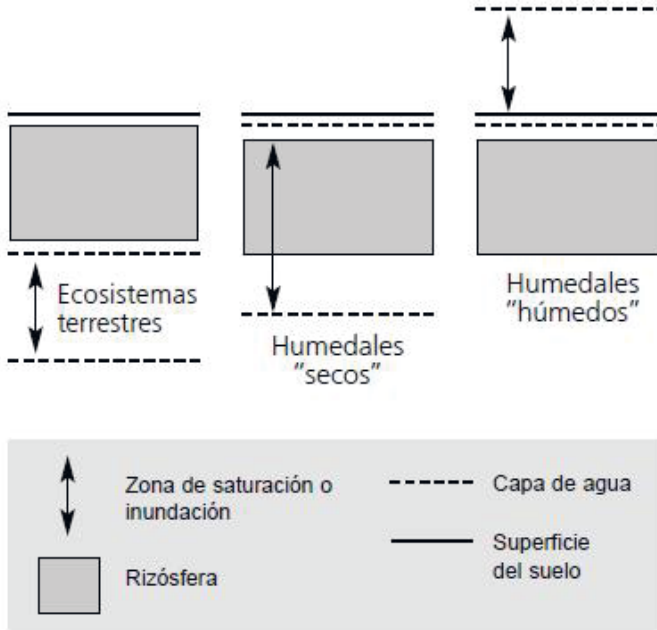 Ecosistemas
terrestres
Humedales
"secos"
Humedales
"húmedos"
Zona de saturación o
inundación
Rizósfera
Capa de agua
Superficie
del suelo